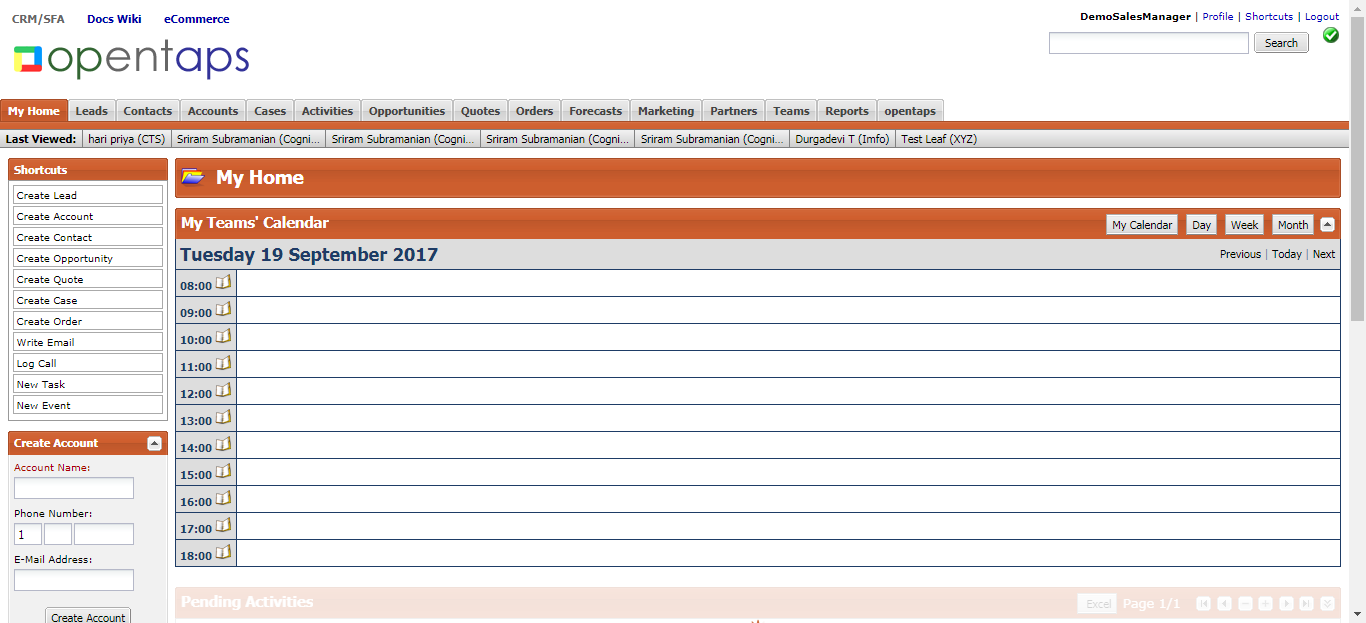 CRM/SFA Docs Wiki eCommerce
DemoSalesManager | Profile | Shortcuts | Logout
opentaps
Search
My Home Leads Contacts Accounts Cases Activities Opportunities Quotes Orders Forecasts Marketing Partners Teams Reports opentaps
Last Viewed: hari priya (CTS) Sriram Subramanian (Cogni... Sriram Subramanian (Cogni... Sriram Subramanian (Cogni... Sriram Subramanian (Cogni... Durgadevi T (Imfo) Test Leaf (XYZ)
Shortcuts
Create Lead
Create Account
Create Contact
Create Opportunity
Create Quote
Create Case
Create Order
Write Email
Log Call
New Task
New Event
Create Account
Account Name:
Phone Number:
1
E-Mail Address:
Create Account
My Home
My Teams' Calendar
My Calendar Day Week Month
Tuesday 19 September 2017
Previous | Today | Next
08:00
09:00
10:00
11:00
12:00
13:00
14:00
15:00
16:00
17:00
18:00
Pending Activities
Excel Page 1/1